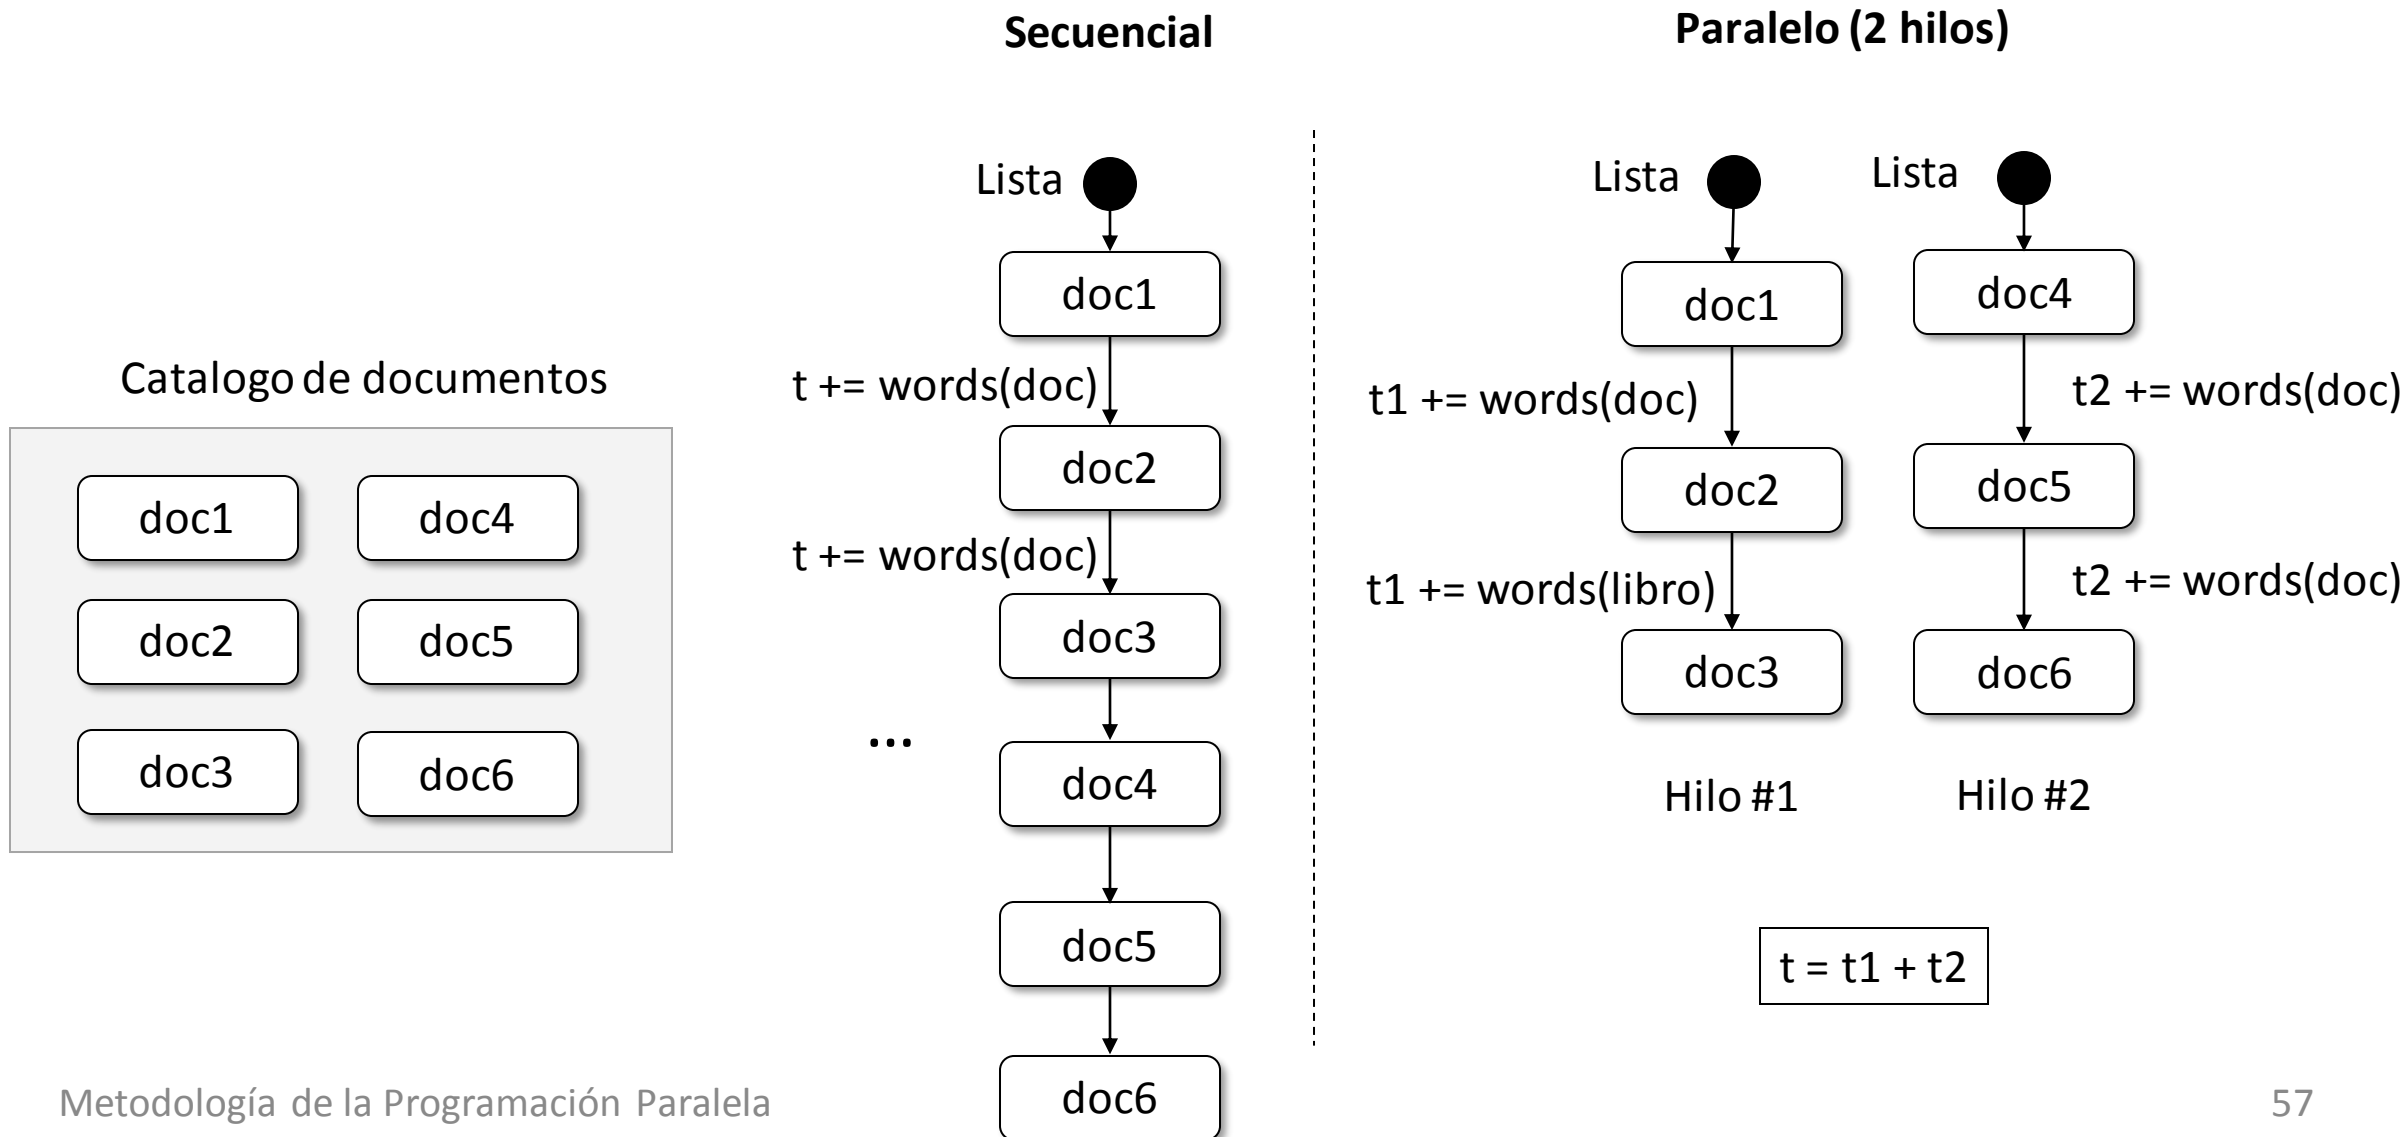 Secuencial
Paralelo (2 hilos)
Catalogo de documentos
doc1
doc4
doc2
doc5
doc3
doc6
Lista
doc1
t += words(doc)
doc2
t += words(doc)
doc3
...
doc4
doc5
doc6
Lista
doc1
t1 += words(doc)
doc2
t1 += words(libro)
doc3
Hilo #1
Lista
doc4
t2 += words(doc)
doc5
t2 += words(doc)
doc6
Hilo #2
t = t1 + t2
Metodología de la Programación Paralela
57